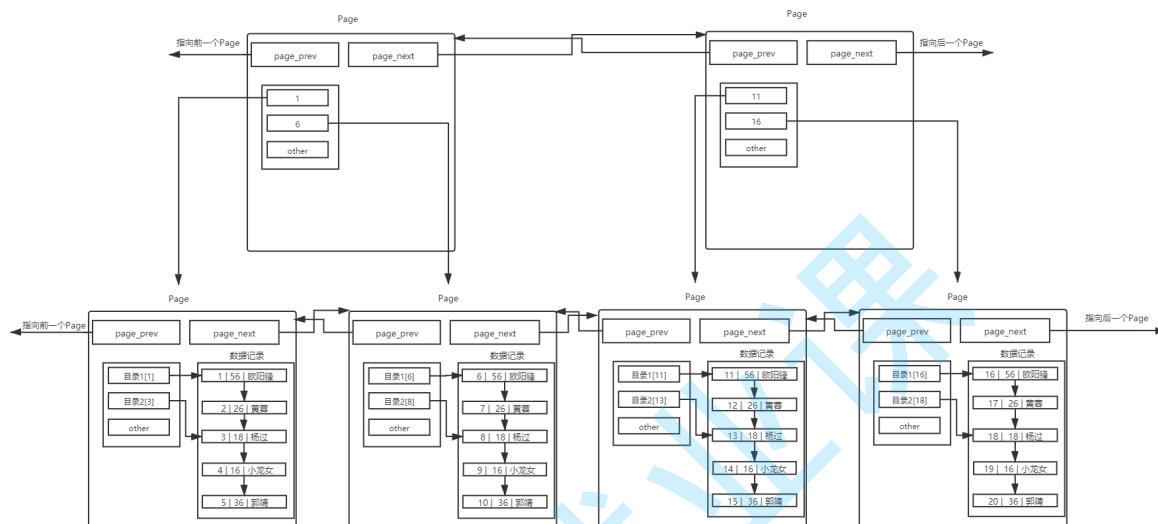 Page
Page
指向前一个Page
page_prev
page_next
page_prev
page_next
指向后一个Page
1
6
other
11
16
other
Page
Page
Page
Page
指向前一个Page
page_prev
page_next
page_prev
page_next
page_prev
page_next
page_prev
page_next
指向后一个Page
目录1[1]
目录2[3]
other
数据记录
1 | 56 | 欧阳锋
2 | 26 | 黄蓉
3 | 18 | 杨过
4 | 16 | 小龙女
5 | 36 | 郭靖
目录1[6]
目录2[8]
other
数据记录
6 | 56 | 欧阳锋
7 | 26 | 黄蓉
8 | 18 | 杨过
9 | 16 | 小龙女
10 | 36 | 郭靖
目录1[11]
目录2[13]
other
数据记录
11 | 56 | 欧阳锋
12 | 26 | 黄蓉
13 | 18 | 杨过
14 | 16 | 小龙女
15 | 36 | 郭靖
目录1[16]
目录2[18]
other
数据记录
16 | 56 | 欧阳锋
17 | 26 | 黄蓉
18 | 18 | 杨过
19 | 16 | 小龙女
20 | 36 | 郭靖
业课